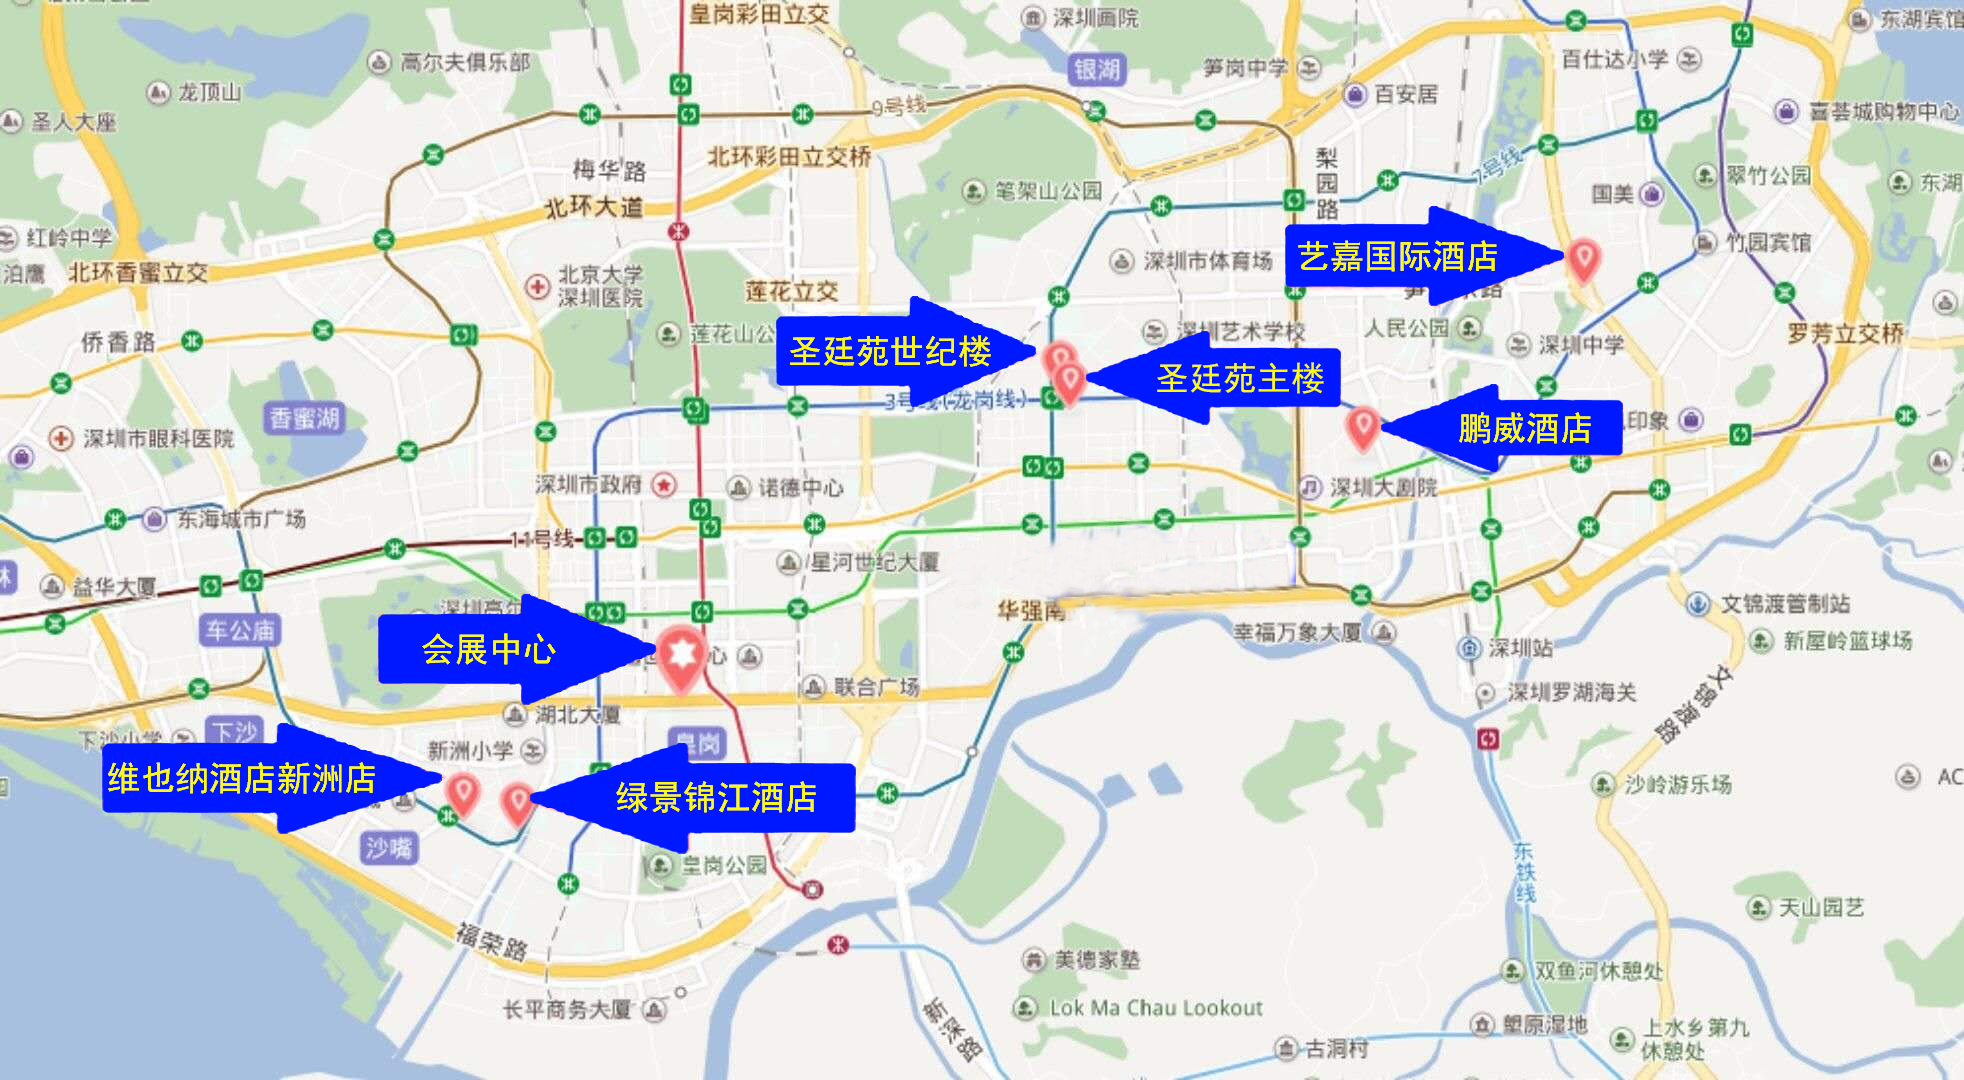 皇岗彩田立交
深圳画院
东湖宾馆
高尔夫俱乐部
银湖
笋岗中学
百仕达小学
龙顶山
百安居
圣人大座
9号线
喜荟城购物中心
北环彩田立交桥
梅华路
梨园路
7号线
翠竹公园
东湖
笔架山公园
国美
北环大道
红岭中学
竹园宾馆
泊鹰
北环香蜜立交
北京大学
深圳医院
深圳市体育场
艺嘉国际酒店
莲花立交
路
侨香路
莲花山公
圣廷苑世纪楼
深圳艺术学校
人民公园
深圳中学
罗芳立交桥
圣廷苑主楼
3号线(龙岗线)
香蜜湖
深圳市眼科医院
鹏威酒店
印象
深圳市政府
诺德中心
深圳大剧院
东海城市广场
11号线
星河世纪大厦
林
益华大厦
深圳高尔
华强南
文锦渡管制站
车公庙
幸福万象大厦
新屋岭篮球场
会展中心
心
深圳站
联合广场
深圳罗湖海关
文锦渡路
湖北大厦
下沙
下沙小学
皇岗
新洲小学
维也纳酒店新洲店
绿景锦江酒店
沙岭游乐场
AC
沙嘴
皇岗公园
东铁线
天山园艺
福荣路
美德家塾
双鱼河休憩处
长平商务大厦
Lok Ma Chau Lookout
新深路
塱原湿地
上水乡第九
休憩处
古洞村